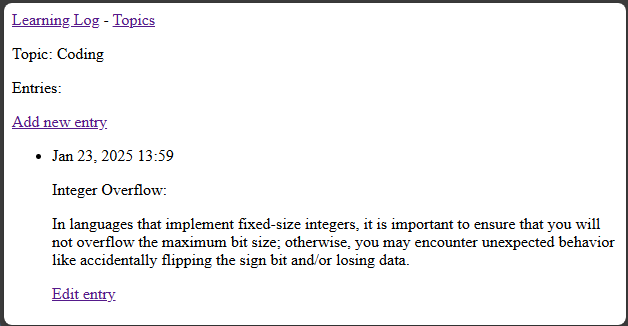 Learning Log - Topics
Topic: Coding
Entries:
Add new entry
Jan 23, 2025 13:59
Integer Overflow:
In languages that implement fixed-size integers, it is important to ensure that you will
not overflow the maximum bit size; otherwise, you may encounter unexpected behavior
like accidentally flipping the sign bit and/or losing data.
Edit entry